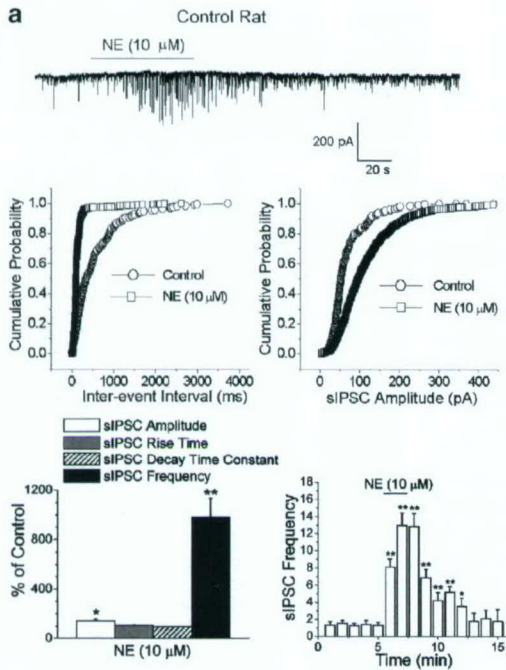 a
Control Rat
NE (10 μM)
200 pA
20 s
Cumulative Probability
1.0
0.8
0.6
0.4
0.2
0.0
Control
NE (10 μM)
0 1000 2000 3000 4000
Inter-event Interval (ms)
Cumulative Probability
1.0
0.8
0.6
0.4
0.2
0.0
Control
NE (10 μM)
0 100 200 300 400
sIPSC Amplitude (pA)
sIPSC Amplitude
sIPSC Rise Time
sIPSC Decay Time Constant
sIPSC Frequency
% of Control
1200
800
400
0
*
**
NE (10 μM)
NE (10 μM)
sIPSC Frequency
18
16
14
12
10
8
6
4
2
0
** ** ** ** ** ** *
0 5 10 15
Time (min)